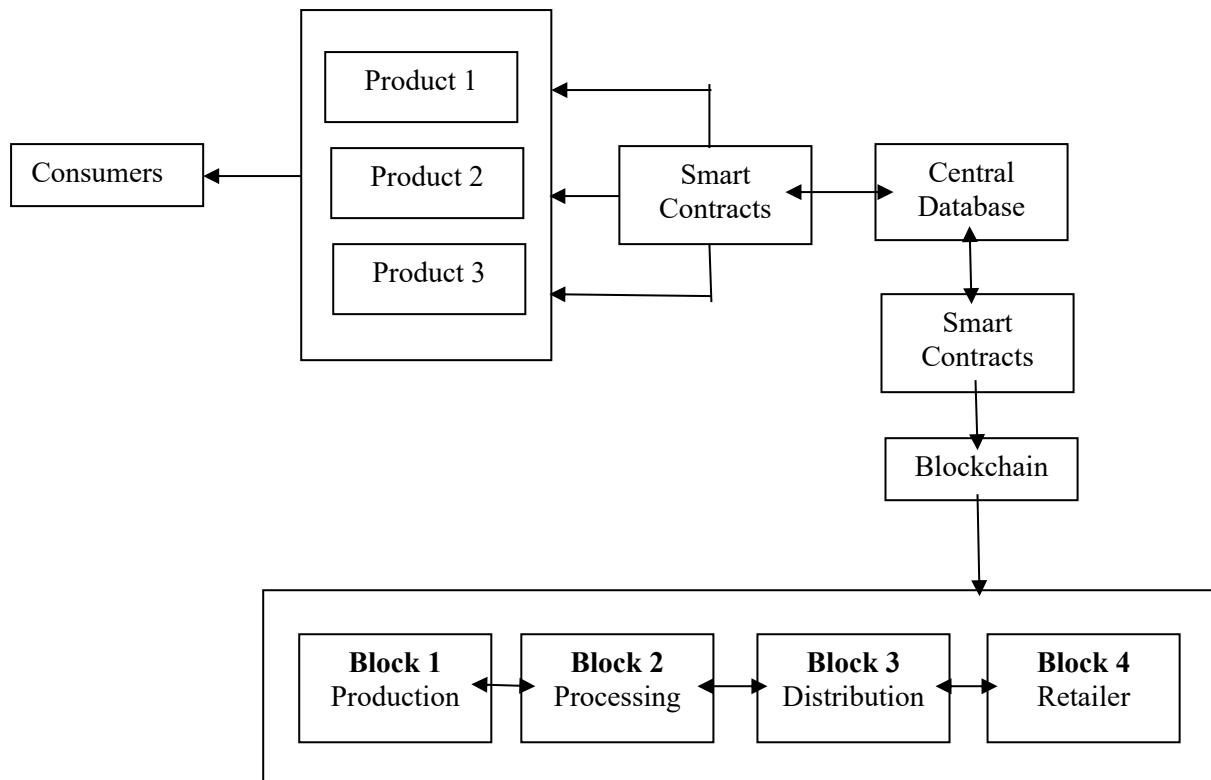 Product 1
Consumers
Product 2
Product 3
Smart
Contracts
Central
Database
Smart
Contracts
Blockchain
Block 1
Production
Block 2
Processing
Block 3
Distribution
Block 4
Retailer